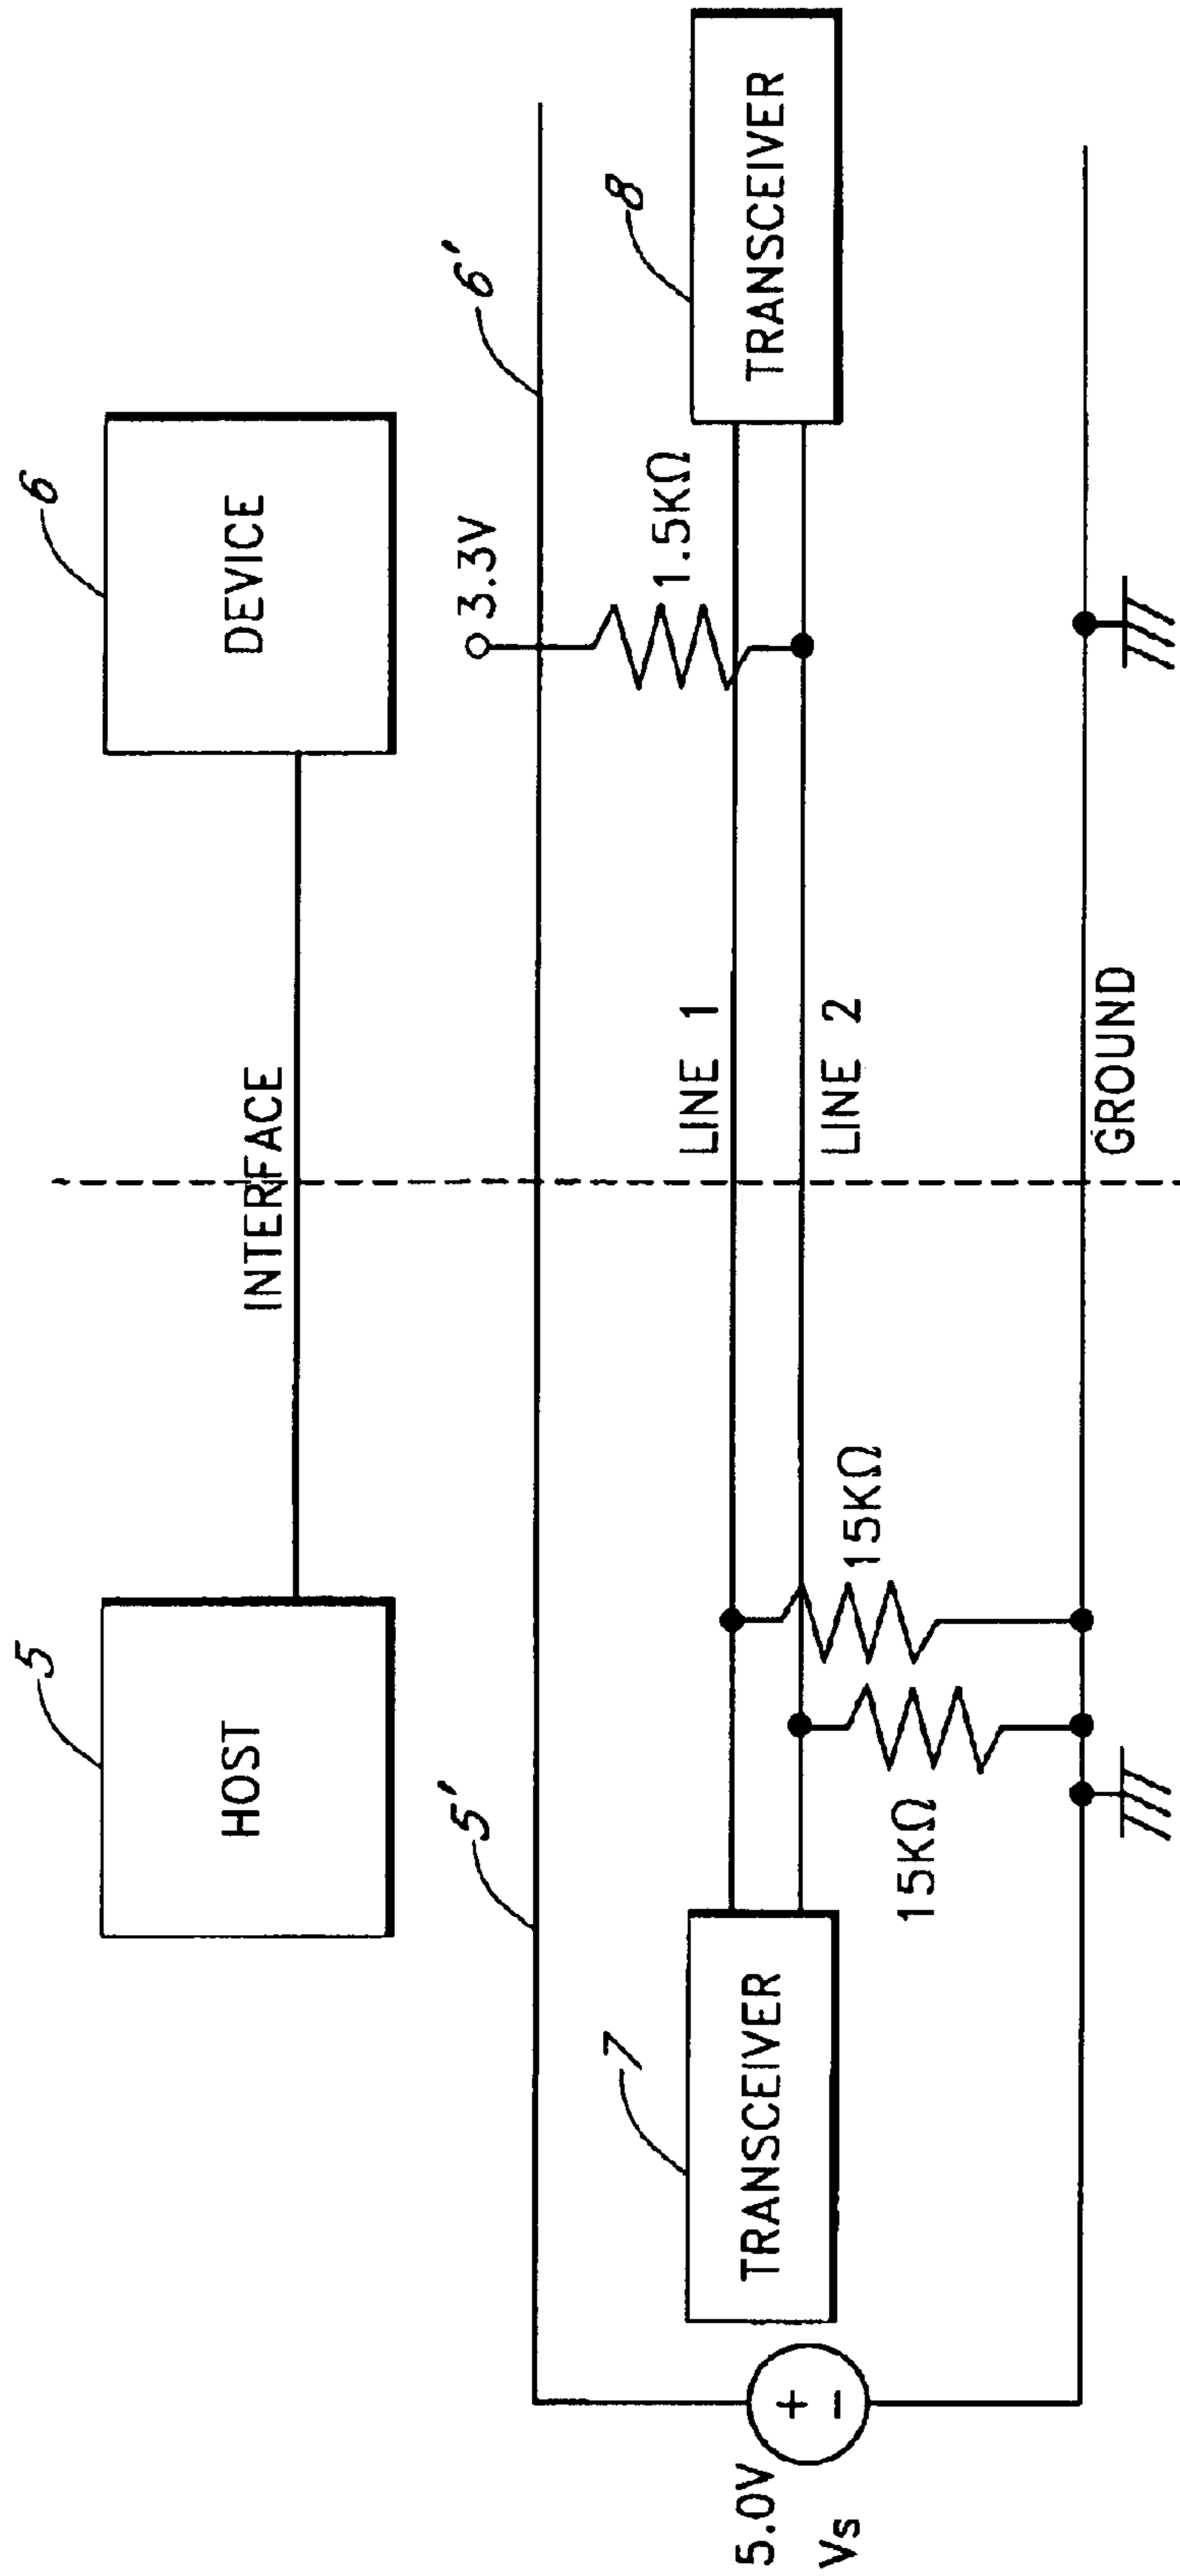 5
HOST
INTERFACE
6
DEVICE
5'
6'
3.3V
1.5KΩ
7
TRANSCEIVER
8
TRANSCEIVER
LINE 1
LINE 2
15KΩ
15KΩ
GROUND
5.0V
Vs
+
-